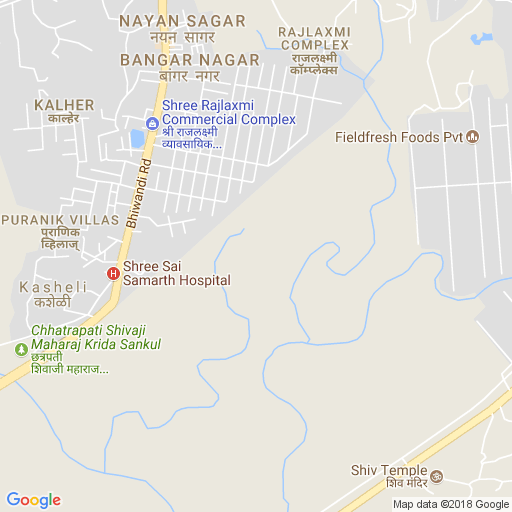 NAYAN SAGAR
नयन सागर
RAJLAXMI
COMPLEX
राजलक्ष्मी
कॉम्प्लेक्स
BANGAR NAGAR
बांगर नगर
KALHER
काल्हेर
Shree Rajlaxmi
Commercial Complex
श्री राजलक्ष्मी
व्यावसायिक...
Fieldfresh Foods Pvt
Bhiwandi Rd
PURANIK VILLAS
पुराणिक
व्हिलाज्
Shree Sai
Samarth Hospital
Kasheli
कशेळी
Chhatrapati Shivaji
Maharaj Krida Sankul
छत्रपती
शिवाजी महाराज...
Shiv Temple
शिव मंदिर
Google
Map data ©2018 Google